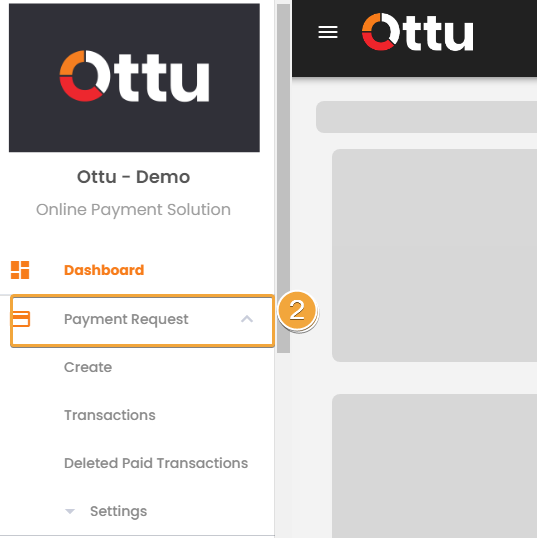 Ottu
Ottu
Ottu - Demo
Online Payment Solution
Dashboard
Payment Request
2
Create
Transactions
Deleted Paid Transactions
Settings